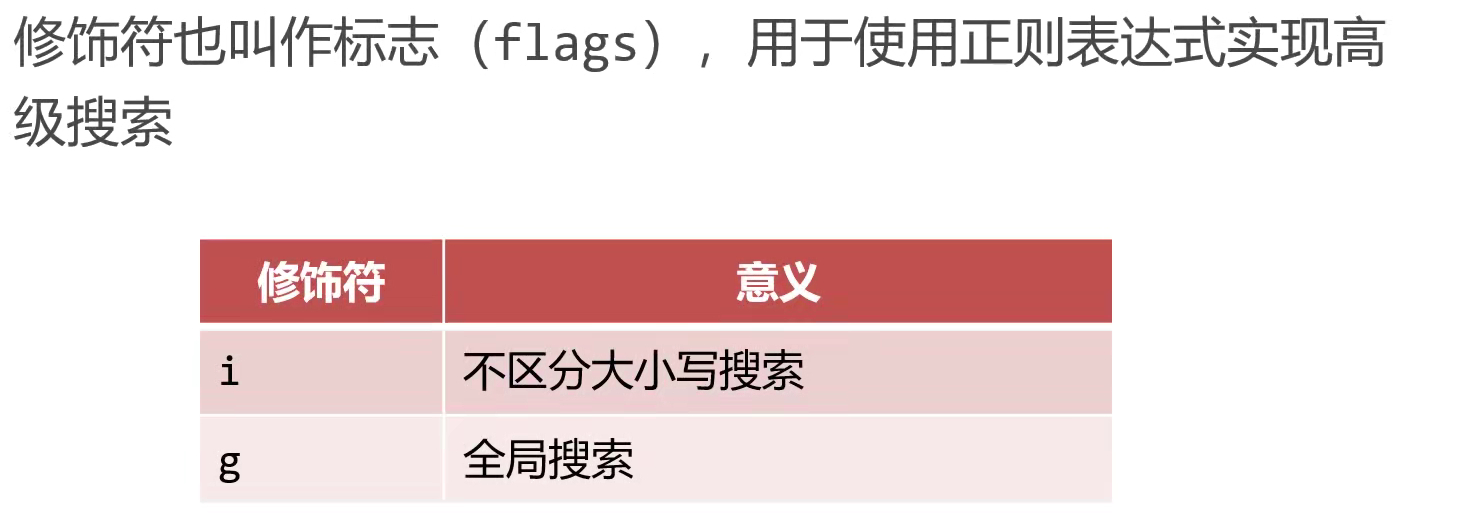 修饰符也叫作标志（flags），用于使用正则表达式实现高
级搜索
修饰符 意义
i 不区分大小写搜索
g 全局搜索